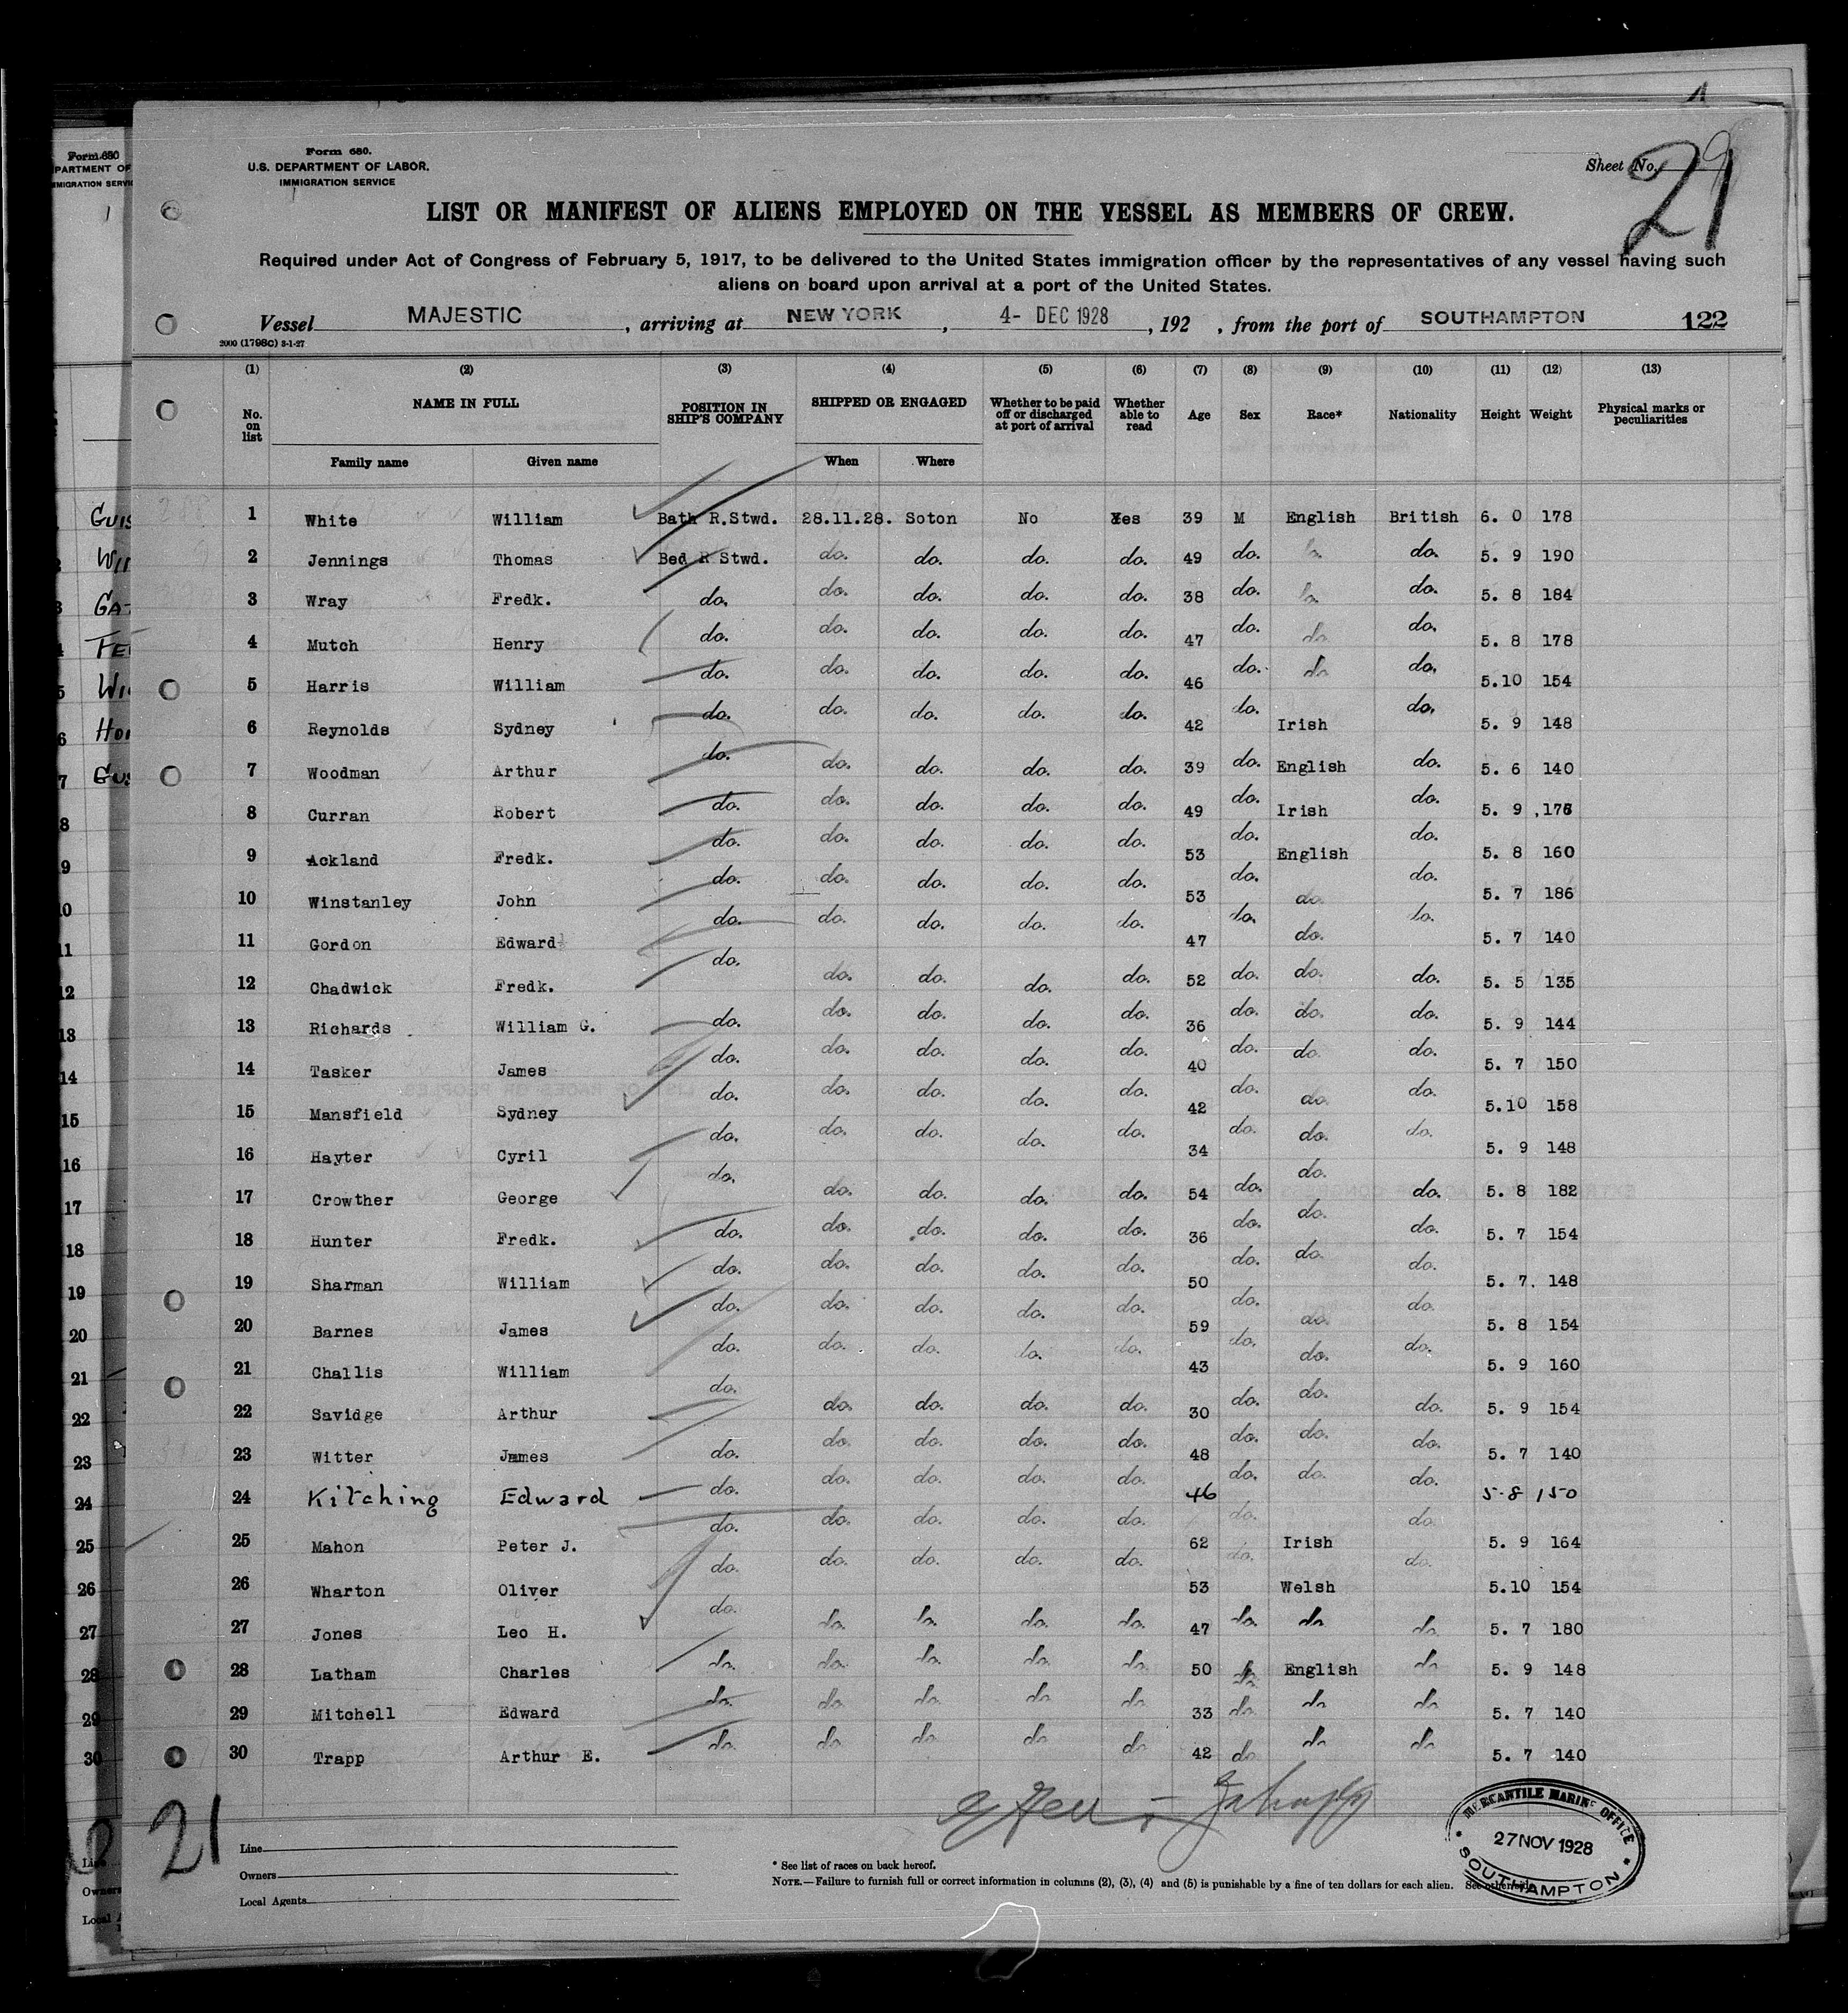 Form 680.
U.S. DEPARTMENT OF LABOR.
IMMIGRATION SERVICE
Sheet No.
21
LIST OR MANIFEST OF ALIENS EMPLOYED ON THE VESSEL AS MEMBERS OF CREW.
Required under Act of Congress of February 5, 1917, to be delivered to the United States immigration officer by the representatives of any vessel having such
aliens on board upon arrival at a port of the United States.
Vessel MAJESTIC, arriving at NEW YORK, 4- DEC 1928, 192 , from the port of SOUTHAMPTON 122
2000 (1798c) 3-1-27
(1) (2) (3) (4) (5) (6) (7) (8) (9) (10) (11) (12) (13)
No. on list NAME IN FULL POSITION IN SHIP'S COMPANY SHIPPED OR ENGAGED Whether to be paid off or discharged at port of arrival Whether able to read Age Sex Race* Nationality Height Weight Physical marks or peculiarities
Family name Given name When Where
1 White William Bath R.Stwd. 28.11.28. Soton No Yes 39 M English British 6. 0 178
2 Jennings Thomas Bed R Stwd. do. do. do. do. 49 do. do. do. 5. 9 190
3 Wray Fredk. do. do. do. do. do. 38 do. do. do. 5. 8 184
4 Mutch Henry do. do. do. do. do. 47 do. do. do. 5. 8 178
5 Harris William do. do. do. do. do. 46 do. do do. 5.10 154
6 Reynolds Sydney do. do. do. do. do. 42 do. Irish do. 5. 9 148
7 Woodman Arthur do. do. do. do. do. 39 do. English do. 5. 6 140
8 Curran Robert do. do. do. do. do. 49 do. Irish do. 5. 9
9 Ackland Fredk. do. do. do. do. do. 53 do. English do. 5. 8 160
10 Winstanley John do. do. do. do. do. 53 do. do. do. 5. 7 186
11 Gordon Edward do. do. do. do. do. 47 do. do. do. 5. 7 140
12 Chadwick Fredk. do. do. do. do. do. 52 do. do. do. 5. 5 135
13 Richards William G. do. do. do. do. do. 36 do. do. do. 5. 9 144
14 Tasker James do. do. do. do. do. 40 do. do do. 5. 7 150
15 Mansfield Sydney do. do. do. do. do. 42 do. do. do. 5.10 158
16 Hayter Cyril do. do. do. do. do. 34 do. do. do. 5. 9 148
17 Crowther George do. do. do. do. do. 54 do. do. do. 5. 8 182
18 Hunter Fredk. do. do. do. do. do. 36 do. do. do. 5. 7 154
19 Sharman William do. do. do. do. do. 50 do. do. do. 5. 7. 148
20 Barnes James do. do. do. do. do. 59 do. do. do. 5. 8 154
21 Challis William do. do. do. do. do. 43 do. do. do. 5. 9 160
22 Savidge Arthur do. do. do. do. do. 30 do. do. do. 5. 9 154
23 Witter James do. do. do. do. do. 48 do. do. do. 5. 7 140
24 Kitching Edward do. do. do. do. do. 46 do. do. do. 5-8 150
25 Mahon Peter J. do. do. do. do. do. 62 do. Irish do. 5. 9 164
26 Wharton Oliver do. do. do. do. do. 53 do. Welsh do. 5.10 154
27 Jones Leo H. do. do. do. do. do. 47 do. do do 5. 7 180
28 Latham Charles do. do. do. do. do. 50 do English do 5. 9 148
29 Mitchell Edward do. do. do. do do 33 do. do do 5. 7 140
30 Trapp Arthur E. do. do. do. do do 42 do do do 5. 7 140
21
MERCANTILE MARINE OFFICE
27 NOV 1928
SOUTHAMPTON
Line
Owners
Local Agents
* See list of races on back hereof.
NOTE.—Failure to furnish full or correct information in columns (2), (3), (4) and (5) is punishable by a fine of ten dollars for each alien.